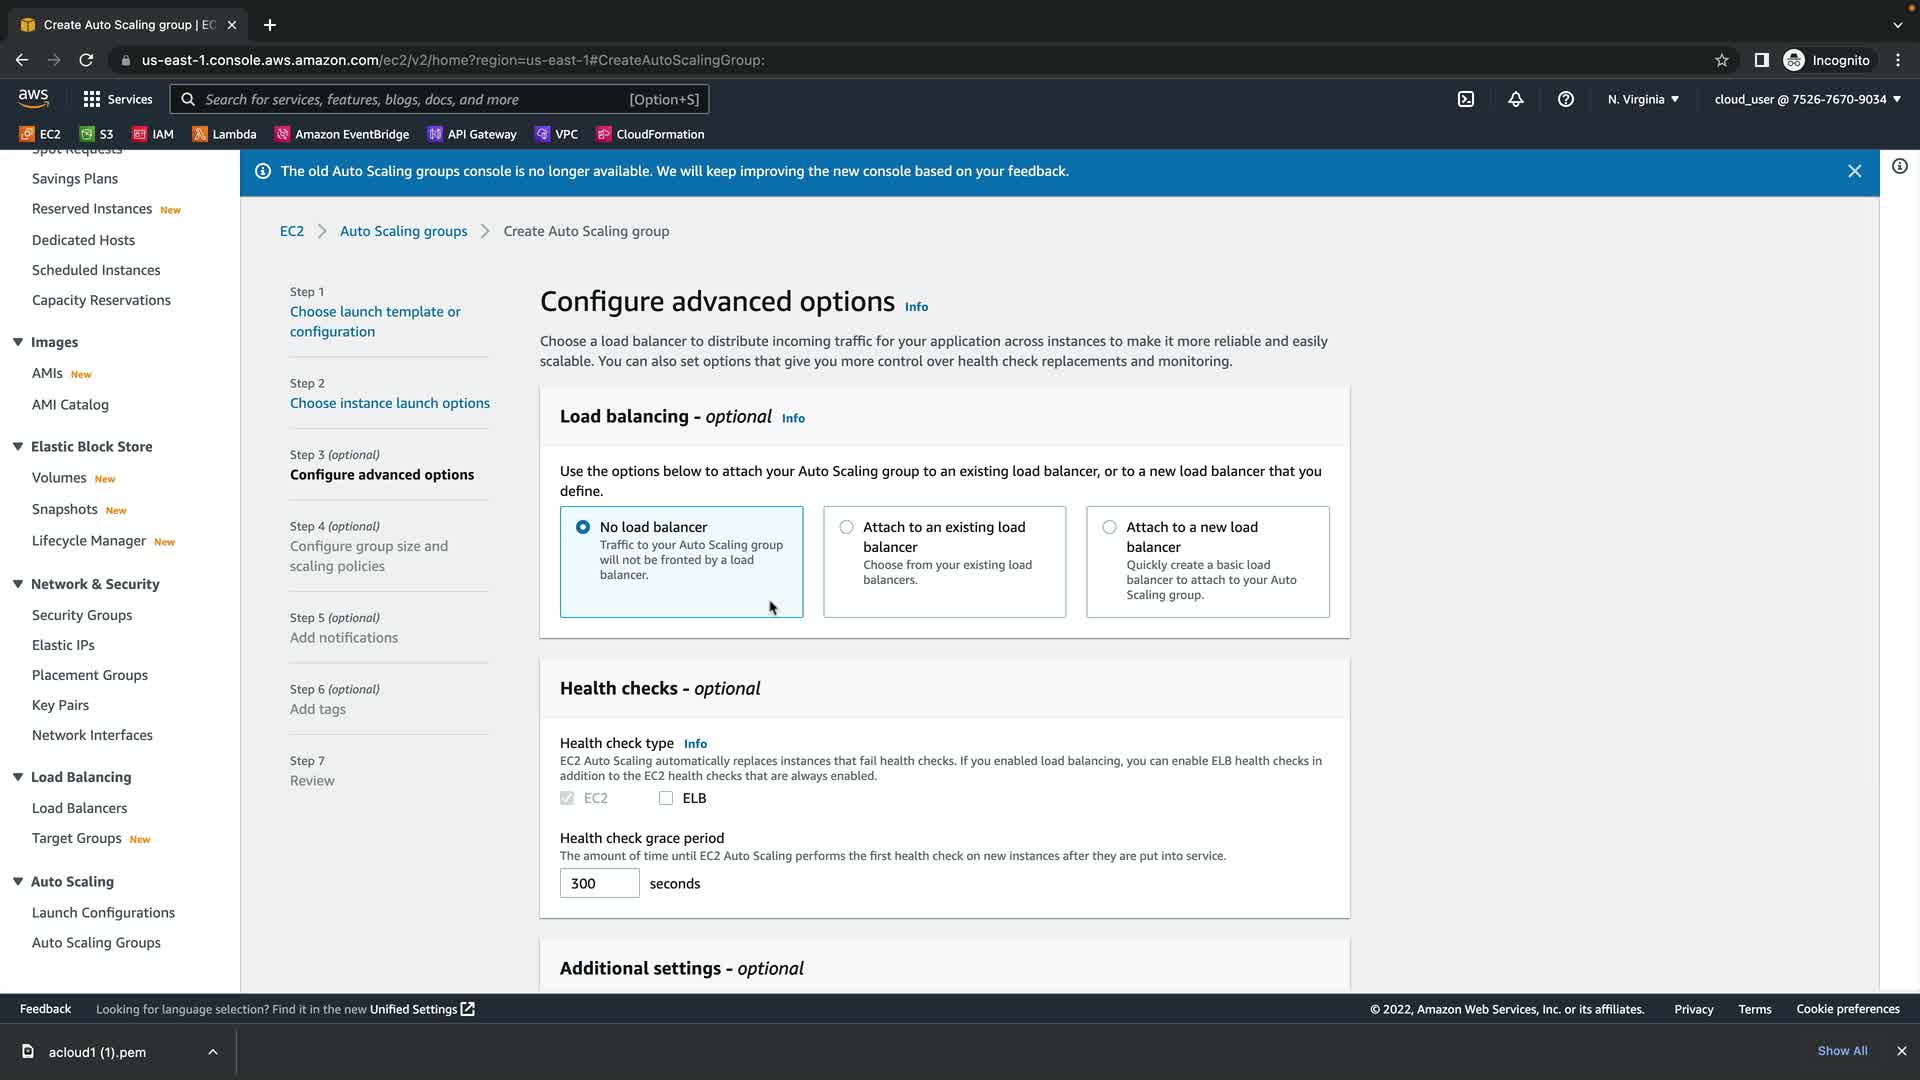 Create Auto Scaling group | EC
us-east-1.console.aws.amazon.com/ec2/v2/home?region=us-east-1#CreateAutoScalingGroup:
Incognito
aws
Services
Search for services, features, blogs, docs, and more
[Option+S]
N. Virginia
cloud_user @ 7526-7670-9034
EC2
S3
IAM
Lambda
Amazon EventBridge
API Gateway
VPC
CloudFormation
Spot Requests
Savings Plans
Reserved Instances New
Dedicated Hosts
Scheduled Instances
Capacity Reservations
Images
AMIs New
AMI Catalog
Elastic Block Store
Volumes New
Snapshots New
Lifecycle Manager New
Network & Security
Security Groups
Elastic IPs
Placement Groups
Key Pairs
Network Interfaces
Load Balancing
Load Balancers
Target Groups New
Auto Scaling
Launch Configurations
Auto Scaling Groups
The old Auto Scaling groups console is no longer available. We will keep improving the new console based on your feedback.
EC2 > Auto Scaling groups > Create Auto Scaling group
Step 1
Choose launch template or
configuration
Step 2
Choose instance launch options
Step 3 (optional)
Configure advanced options
Step 4 (optional)
Configure group size and
scaling policies
Step 5 (optional)
Add notifications
Step 6 (optional)
Add tags
Step 7
Review
Configure advanced options Info
Choose a load balancer to distribute incoming traffic for your application across instances to make it more reliable and easily
scalable. You can also set options that give you more control over health check replacements and monitoring.
Load balancing - optional Info
Use the options below to attach your Auto Scaling group to an existing load balancer, or to a new load balancer that you
define.
No load balancer
Traffic to your Auto Scaling group
will not be fronted by a load
balancer.
Attach to an existing load
balancer
Choose from your existing load
balancers.
Attach to a new load
balancer
Quickly create a basic load
balancer to attach to your Auto
Scaling group.
Health checks - optional
Health check type Info
EC2 Auto Scaling automatically replaces instances that fail health checks. If you enabled load balancing, you can enable ELB health checks in
addition to the EC2 health checks that are always enabled.
EC2
ELB
Health check grace period
The amount of time until EC2 Auto Scaling performs the first health check on new instances after they are put into service.
300 seconds
Additional settings - optional
Feedback
Looking for language selection? Find it in the new Unified Settings
© 2022, Amazon Web Services, Inc. or its affiliates.
Privacy
Terms
Cookie preferences
acloud1 (1).pem
Show All